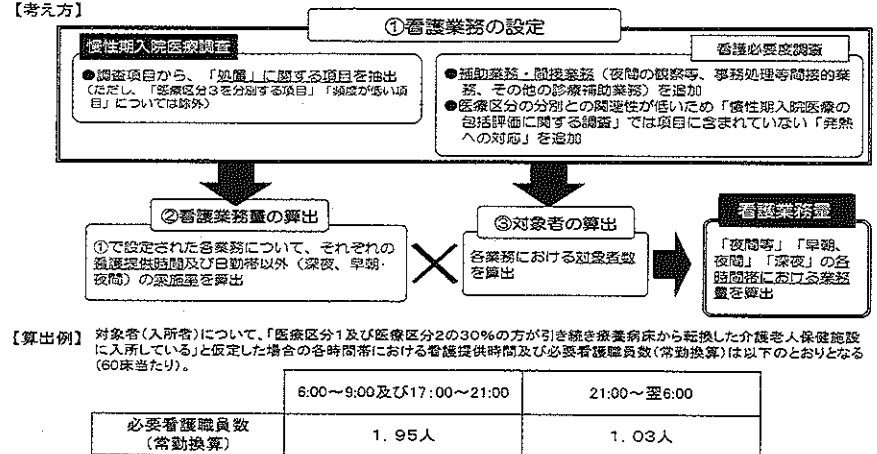 【考え方】
①看護業務の設定
慢性期入院医療調査
●調査項目から、「処置」に関する項目を抽出
(ただし、「医療区分3を分別する項目」「頻度が低い項
目」については除外)
看護必要度調査
●補助業務・間接業務(夜間の観察等、事務処理等間接的業
務、その他の診療補助業務)を追加
●医療区分の分別との関連性が低いため「慢性期入院医療の
包括評価に関する調査」では項目に含まれていない「発熱
への対応」を追加
②看護業務量の算出
①で設定された各業務について、それぞれの
看護提供時間及び日勤帯以外(深夜、早朝・
夜間)の実施率を算出
③対象者の算出
各業務における対象者数
を算出
看護業務量
「夜間等」「早朝、
夜間」「深夜」の各
時間帯における業務
量を算出
【算出例】 対象者(入所者)について、「医療区分1及び医療区分2の30%の方が引き続き療養病床から転換した介護老人保健施設
に入所している」と仮定した場合の各時間帯における看護提供時間及び必要看護職員数(常勤換算)は以下のとおりとなる
(60床当たり)。
6:00～9:00及び17:00～21:00 21:00～翌6:00
必要看護職員数
(常勤換算) 1.95人 1.03人